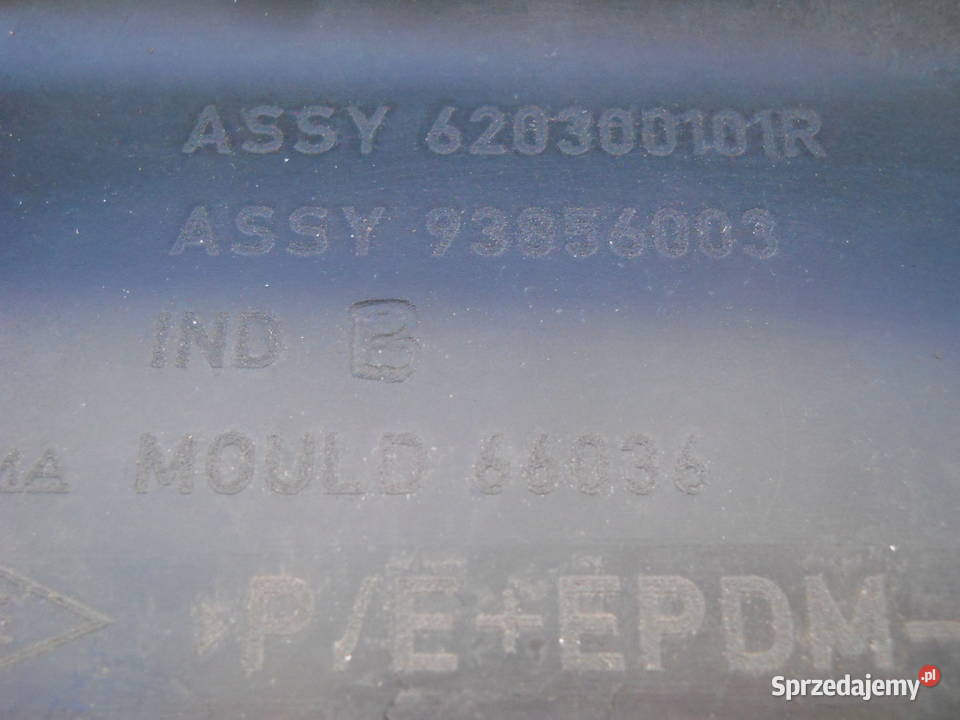 ASSY 620300101R
ASSY 93856003
IND B
MOULD 66036
>P/E+EPDM-
Sprzedajemy.pl